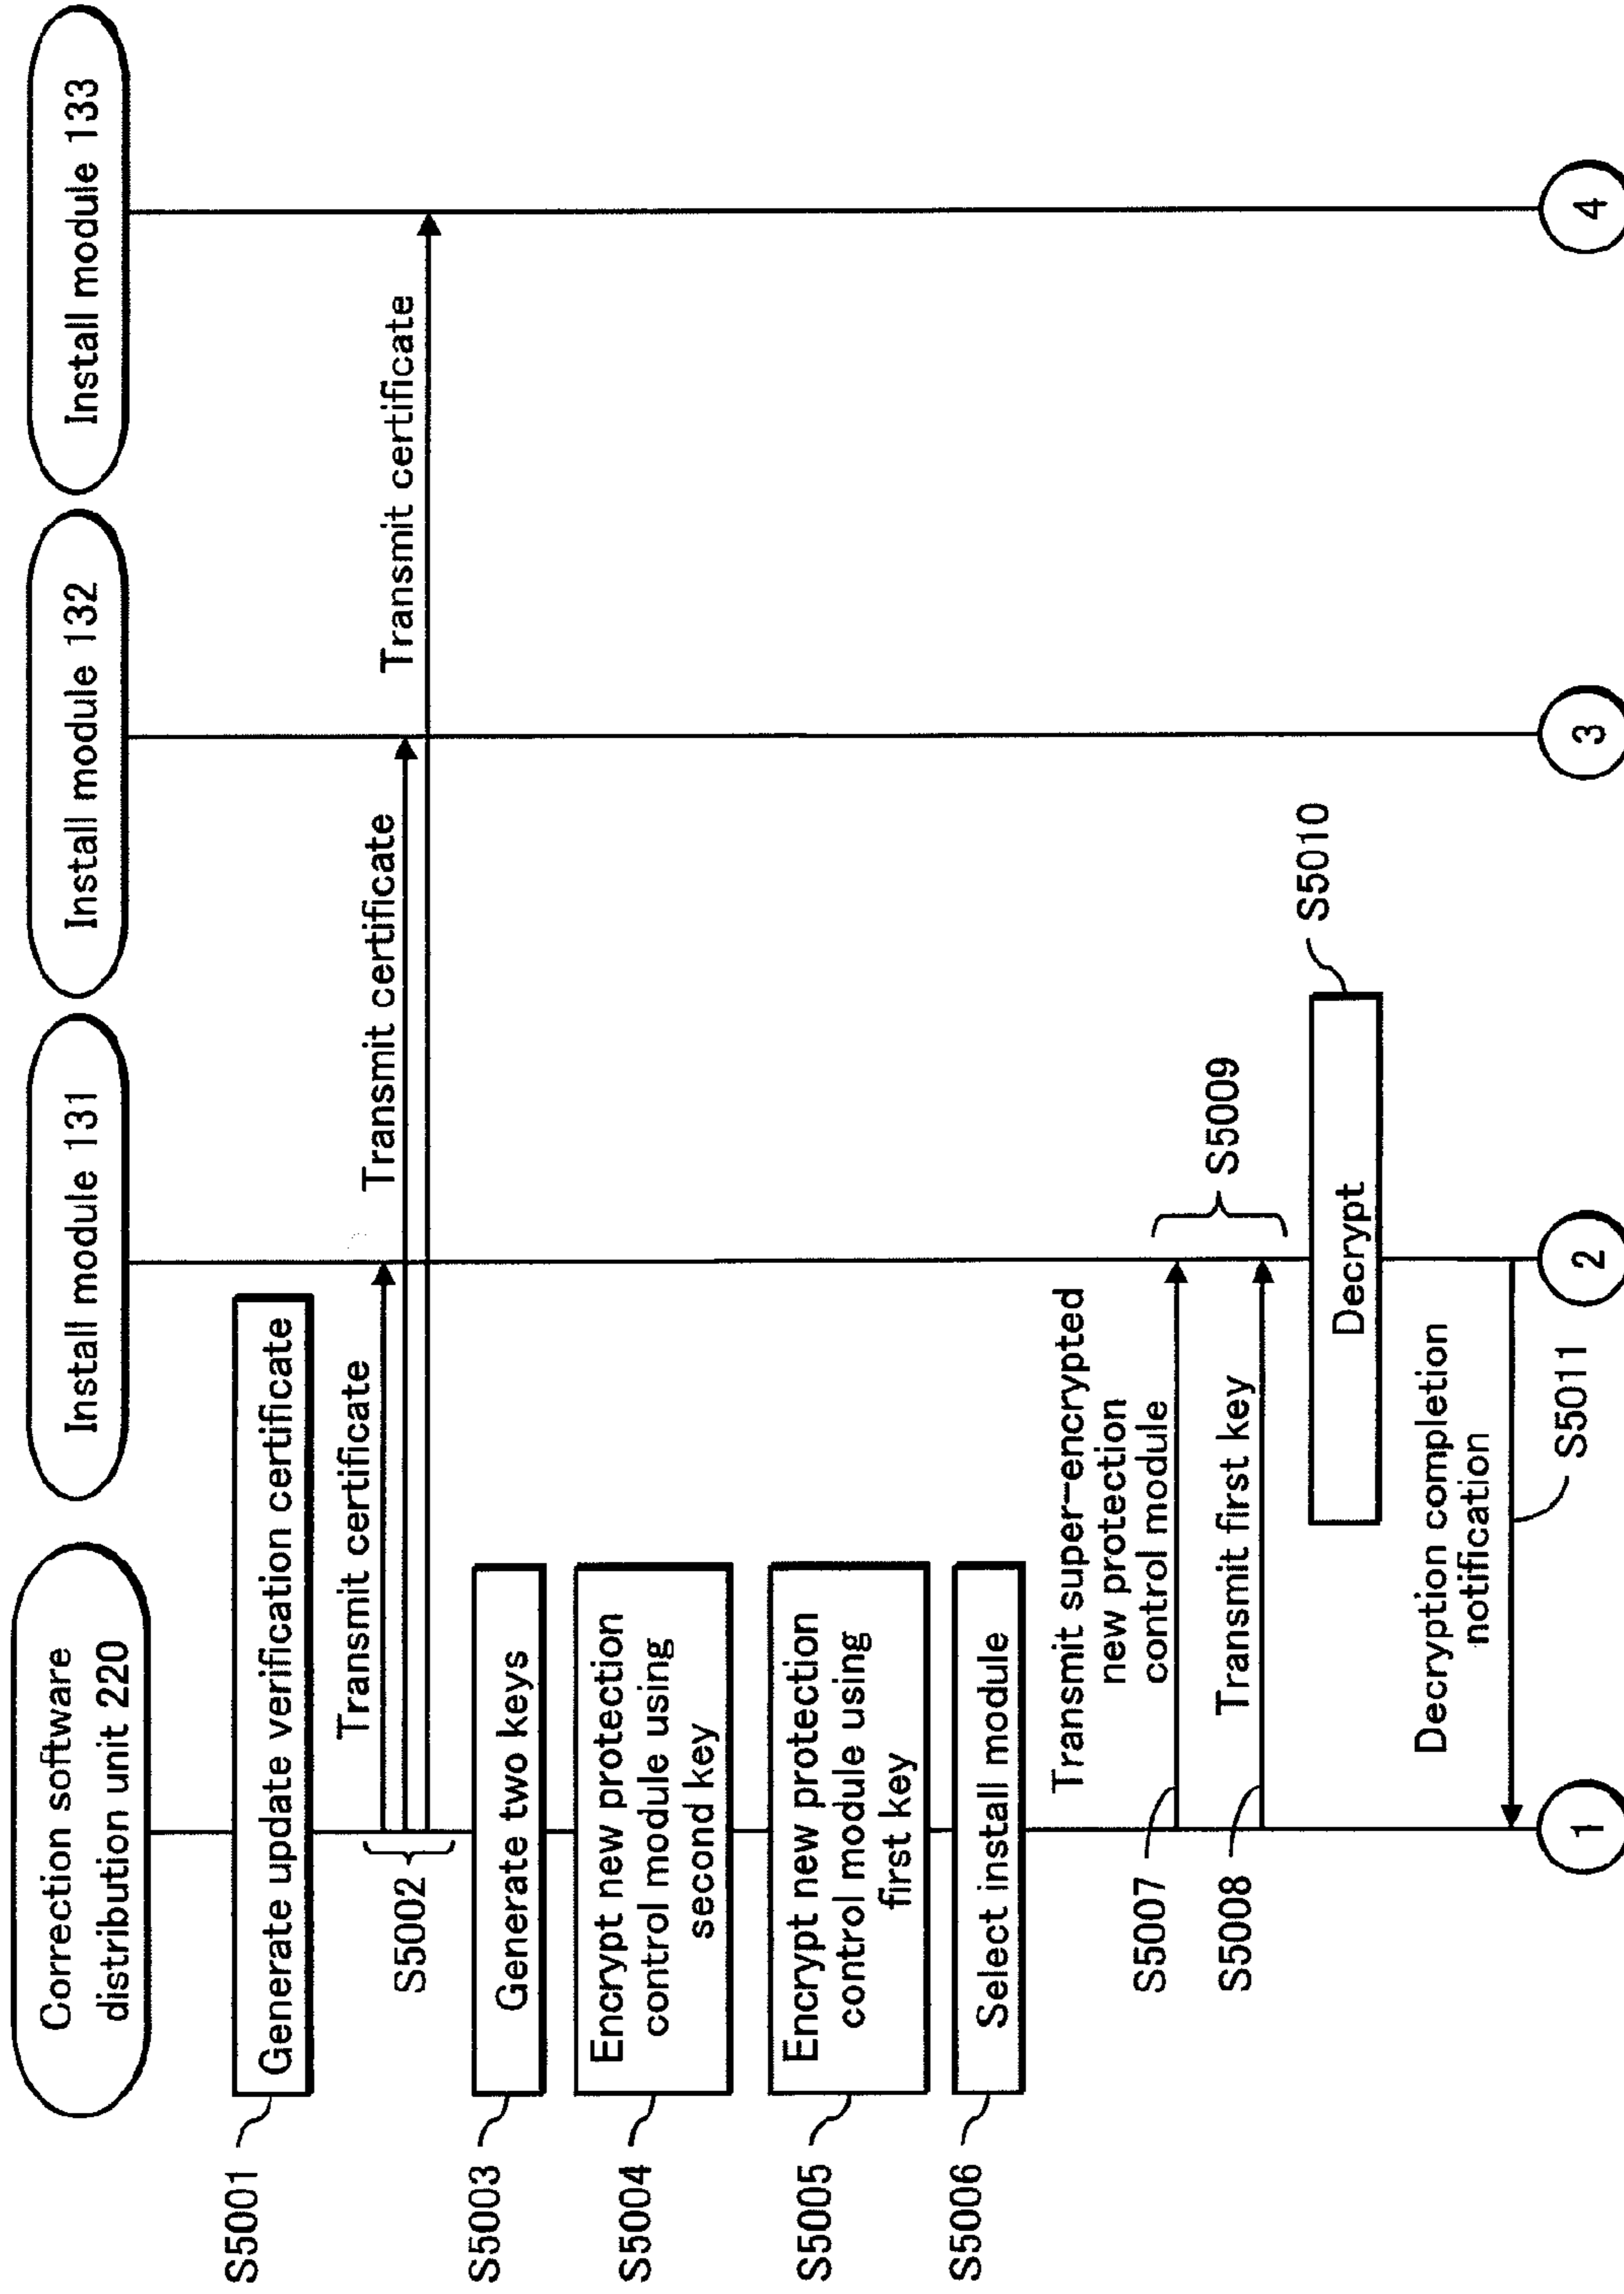 Correction software
distribution unit 220
Install module 131
Install module 132
Install module 133
S5001
Generate update verification certificate
Transmit certificate
Transmit certificate
Transmit certificate
S5002
S5003
Generate two keys
S5004
Encrypt new protection
control module using
second key
S5005
Encrypt new protection
control module using
first key
S5006
Select install module
Transmit super-encrypted
new protection
control module
S5007
S5008
Transmit first key
S5009
S5010
Decrypt
Decryption completion
notification
S5011
1
2
3
4